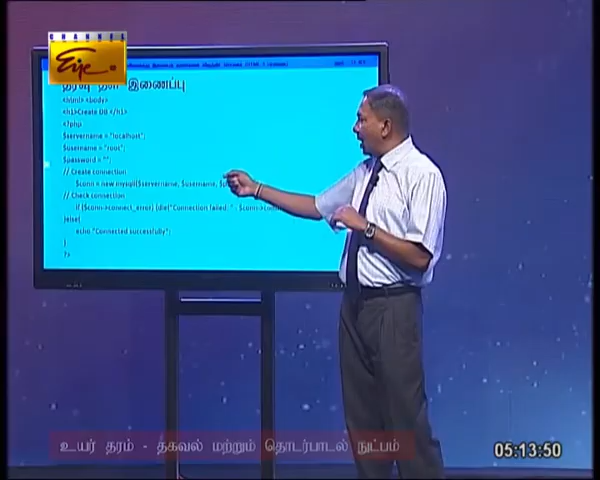 CHANNEL
Eye
தரவு தள இணைப்பு
<html> <body>
<h1>Create DB </h1>
<?php
$servername = "localhost";
$username = "root";
$password = "";
// Create connection
$conn = new mysqli($servername, $username,
// Check connection
if ($conn->connect_error) {die("Connection failed: " . $conn->
}else{
echo "Connected successfully";
}
?>
உயர் தரம் - தகவல் மற்றும் தொடர்பாடல் நுட்பம்
05:13:50